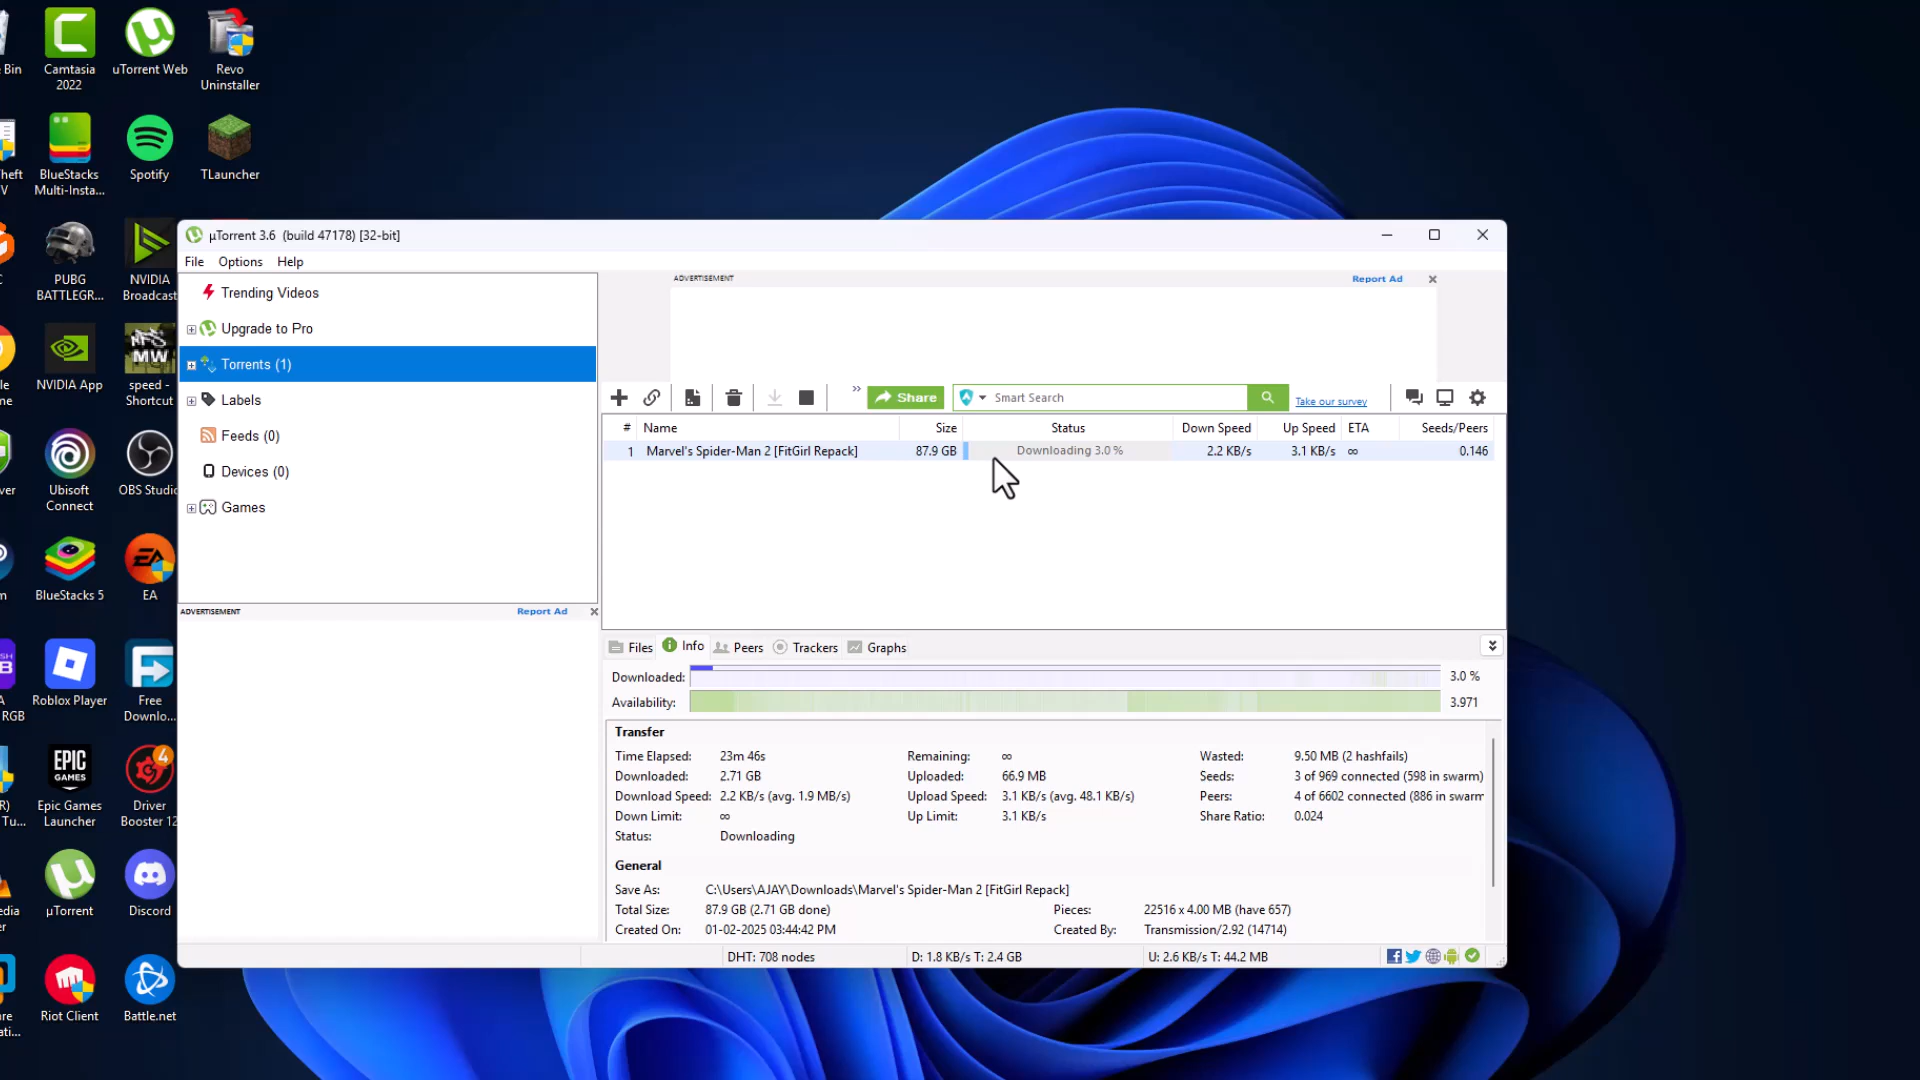 e Bin
Camtasia
2022
uTorrent Web
Revo
Uninstaller
heft
V
BlueStacks
Multi-Insta...
Spotify
TLauncher
C
PUBG
BATTLEGR...
NVIDIA
Broadcast
le
me
NVIDIA App
speed -
Shortcut
ver
Ubisoft
Connect
OBS Studi
m
BlueStacks 5
EA
A
RGB
Roblox Player
Free
Downlo...
R)
Tu...
Epic Games
Launcher
Driver
Booster 12
edia
er
µTorrent
Discord
ure
ati...
Riot Client
Battle.net
µTorrent 3.6 (build 47178) [32-bit]
File Options Help
Trending Videos
Upgrade to Pro
Torrents (1)
Labels
Feeds (0)
Devices (0)
Games
ADVERTISEMENT Report Ad
ADVERTISEMENT Report Ad
Share Smart Search Take our survey
# Name Size Status Down Speed Up Speed ETA Seeds/Peers
1 Marvel's Spider-Man 2 [FitGirl Repack] 87.9 GB Downloading 3.0 % 2.2 KB/s 3.1 KB/s ∞ 0.146
Files Info Peers Trackers Graphs
Downloaded: 3.0 %
Availability: 3.971
Transfer
Time Elapsed: 23m 46s Remaining: ∞ Wasted: 9.50 MB (2 hashfails)
Downloaded: 2.71 GB Uploaded: 66.9 MB Seeds: 3 of 969 connected (598 in swarm)
Download Speed: 2.2 KB/s (avg. 1.9 MB/s) Upload Speed: 3.1 KB/s (avg. 48.1 KB/s) Peers: 4 of 6602 connected (886 in swarm
Down Limit: ∞ Up Limit: 3.1 KB/s Share Ratio: 0.024
Status: Downloading
General
Save As: C:\Users\AJAY\Downloads\Marvel's Spider-Man 2 [FitGirl Repack]
Total Size: 87.9 GB (2.71 GB done) Pieces: 22516 x 4.00 MB (have 657)
Created On: 01-02-2025 03:44:42 PM Created By: Transmission/2.92 (14714)
DHT: 708 nodes D: 1.8 KB/s T: 2.4 GB U: 2.6 KB/s T: 44.2 MB